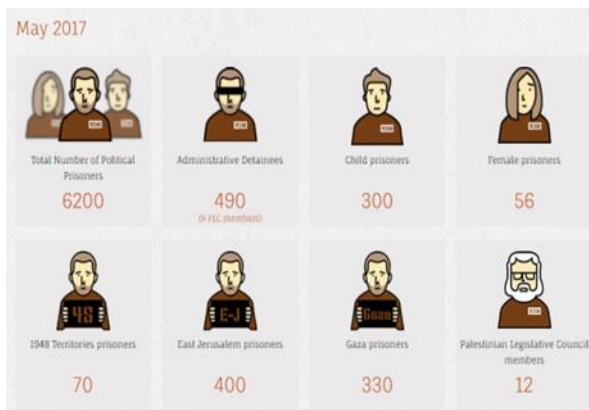 May 2017
Total Number of Political
Prisoners
6200
Administrative Detainees
490
(9 PLC members)
Child prisoners
300
Female prisoners
56
48
1948 Territories prisoners
70
E-J
East Jerusalem prisoners
400
Gaza
Gaza prisoners
330
Palestinian Legislative Council
members
12